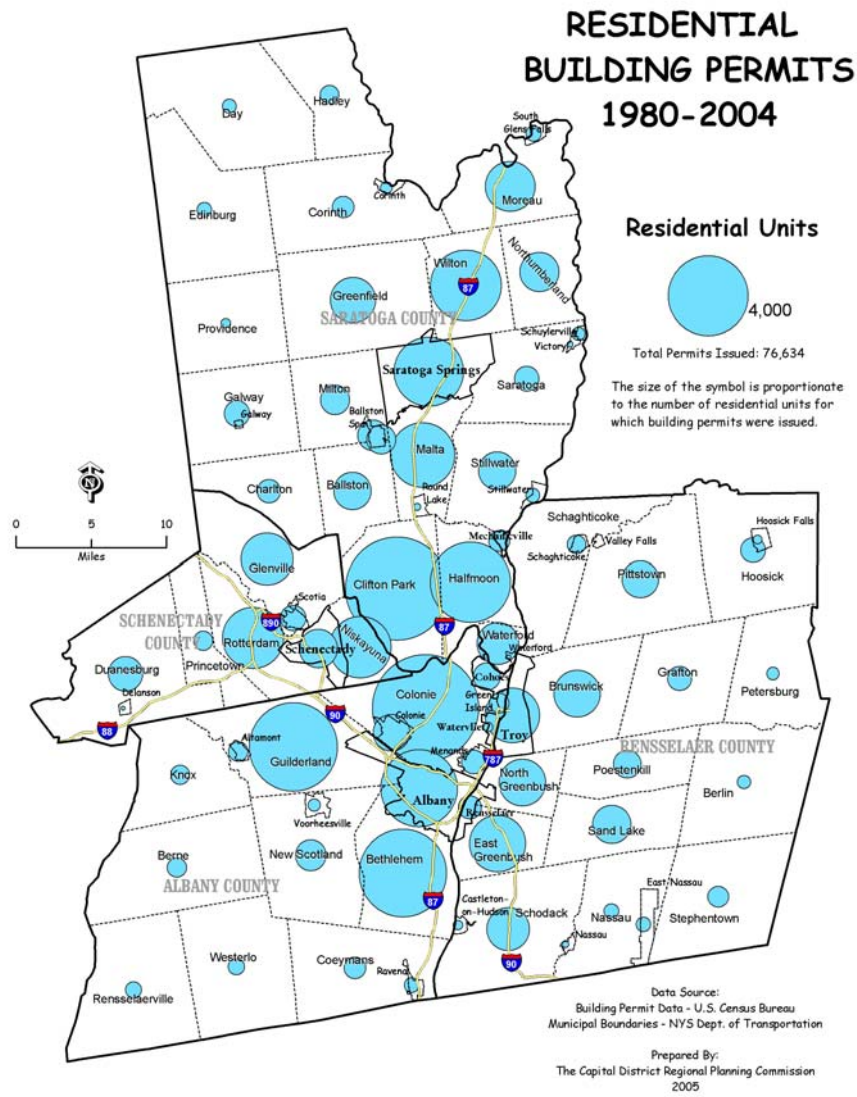 RESIDENTIAL
BUILDING PERMITS
1980-2004
Day
Hadley
South
Glens Falls
Corinth
Moreau
Edinburg
Corinth
Residential Units
Wilton
Northumberland
87
Greenfield
4,000
SARATOGA COUNTY
Providence
Schuylerville
Victory
Total Permits Issued: 76,634
Saratoga Springs
The size of the symbol is proportionate
to the number of residential units for
which building permits were issued.
Saratoga
Milton
Galway
Galway
Ballston
Spa
Malta
Stillwater
N
Charlton
Ballston
Round
Lake
Stillwater
0 5 10
Miles
Schaghticoke
Hoosick Falls
Mechanicville
Valley Falls
Schaghticoke
Glenville
Clifton Park
Halfmoon
Pittstown
Hoosick
Scotia
SCHENECTADY
COUNTY
890
87
Rotterdam
Schenectady
Niskayuna
Waterford
Waterford
Duanesburg
Princetown
Cohoes
Grafton
Petersburg
Delanson
Colonie
Green
Island
Brunswick
88
90
Colonie
Watervliet
Troy
Altamont
Menands
787
RENSSELAER COUNTY
Guilderland
Knox
North
Greenbush
Poestenkill
Albany
Berlin
Voorheesville
Rensselaer
Sand Lake
Berne
New Scotland
Bethlehem
East
Greenbush
ALBANY COUNTY
87
Castleton-
on-Hudson
Schodack
Nassau
East Nassau
Stephentown
Nassau
Westerlo
Coeymans
Ravena
90
Rensselaerville
Data Source:
Building Permit Data - U.S. Census Bureau
Municipal Boundaries - NYS Dept. of Transportation
Prepared By:
The Capital District Regional Planning Commission
2005